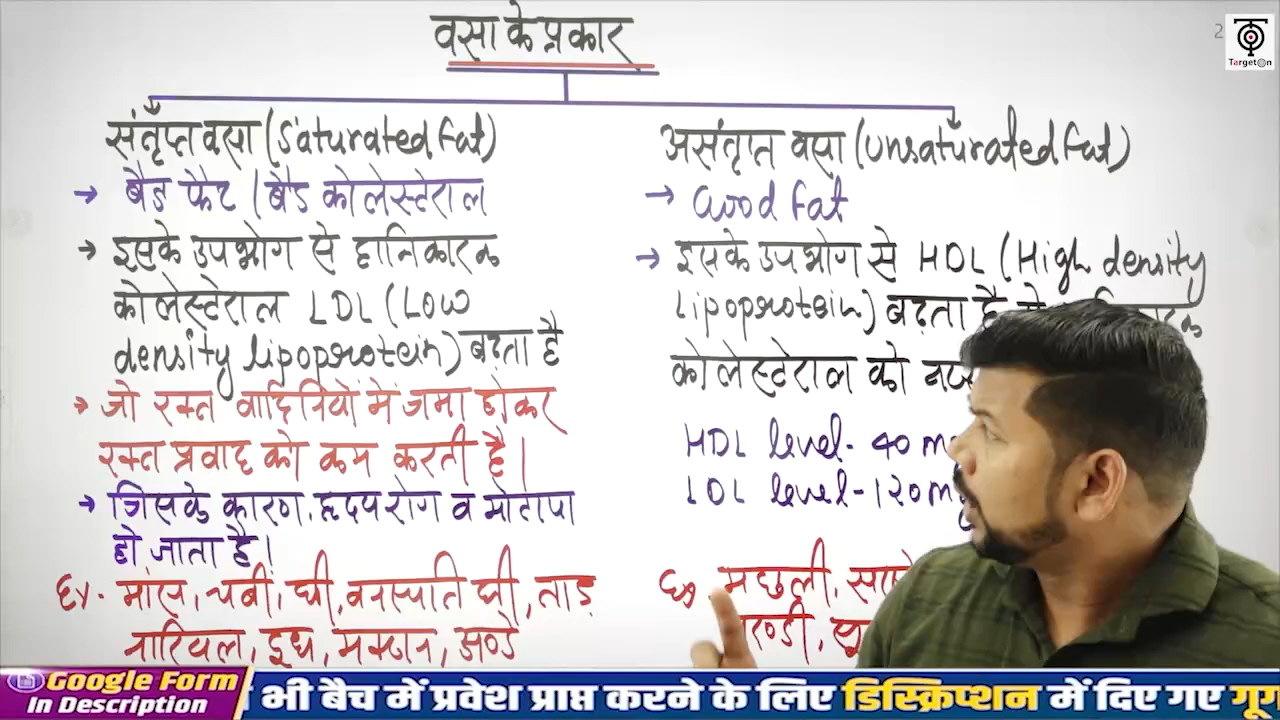 वसा के प्रकार
2
TargetOn
संतृप्त वसा (Saturated fat)
→ बैड फैट / बैड कोलेस्टेराल
→ इसके उपभोग से हानिकारक
कोलेस्टेराल LDL (Low
density lipoprotein) बढ़ता है
→ जो रक्त वाहिनियों में जमा होकर
रक्त प्रवाह को कम करती है।
→ जिसके कारण हृदय रोग व मोटापा
हो जाता है।
Ex. मांस, चर्बी, घी, वनस्पति घी, ताड़
नारियल, दूध, मक्खन, अण्डे
असंतृप्त वसा (Unsaturated fat)
→ Good fat
→ इसके उपभोग से HDL (High density
Lipoprotein) बढ़ता है
कोलेस्टेराल को
HDL level - 40
LDL level - 120
मछली,
Google Form
In Description
भी बैच में प्रवेश प्राप्त करने के लिए डिस्क्रिप्शन में दिए गए गूग